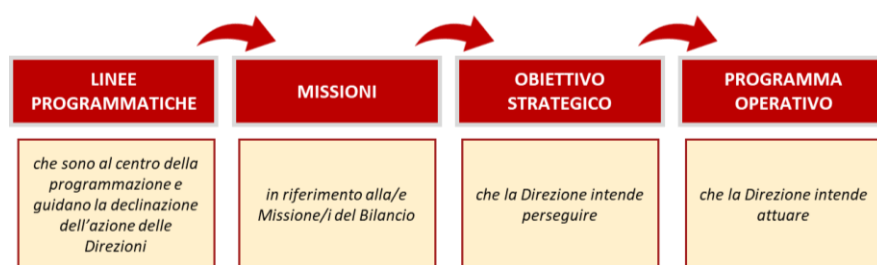 LINEE
PROGRAMMATICHE
MISSIONI
OBIETTIVO
STRATEGICO
PROGRAMMA
OPERATIVO
che sono al centro della
programmazione e
guidano la declinazione
dell’azione delle
Direzioni
in riferimento alla/e
Missione/i del Bilancio
che la Direzione intende
perseguire
che la Direzione intende
attuare